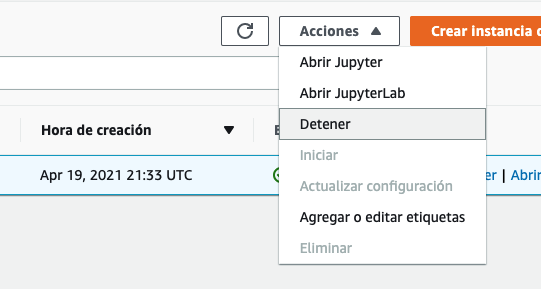 Acciones
Crear instancia
Abrir Jupyter
Abrir JupyterLab
Hora de creación
Detener
Iniciar
Apr 19, 2021 21:33 UTC
er | Abrir
Actualizar configuración
Agregar o editar etiquetas
Eliminar